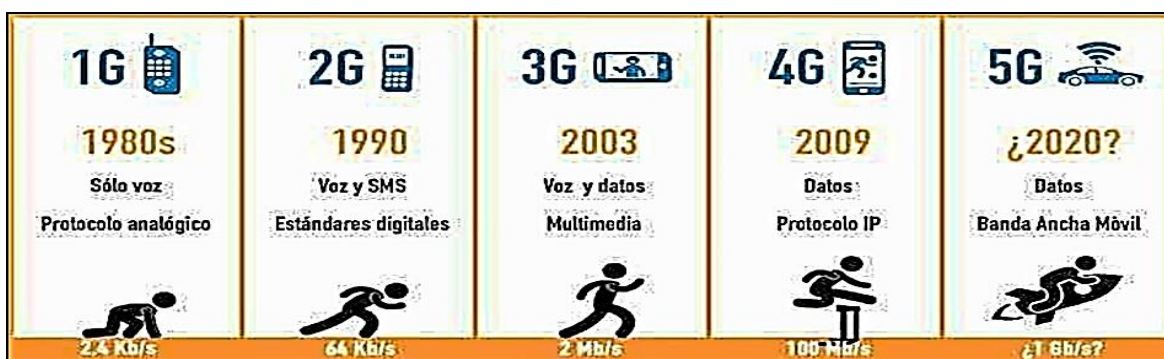 1G
1980s
Sólo voz
Protocolo analógico
2,4 Kb/s
2G
1990
Voz y SMS
Estándares digitales
64 Kb/s
3G
2003
Voz y datos
Multimedia
2 Mb/s
4G
2009
Datos
Protocolo IP
100 Mb/s
5G
¿2020?
Datos
Banda Ancha Móvil
¿1 Gb/s?